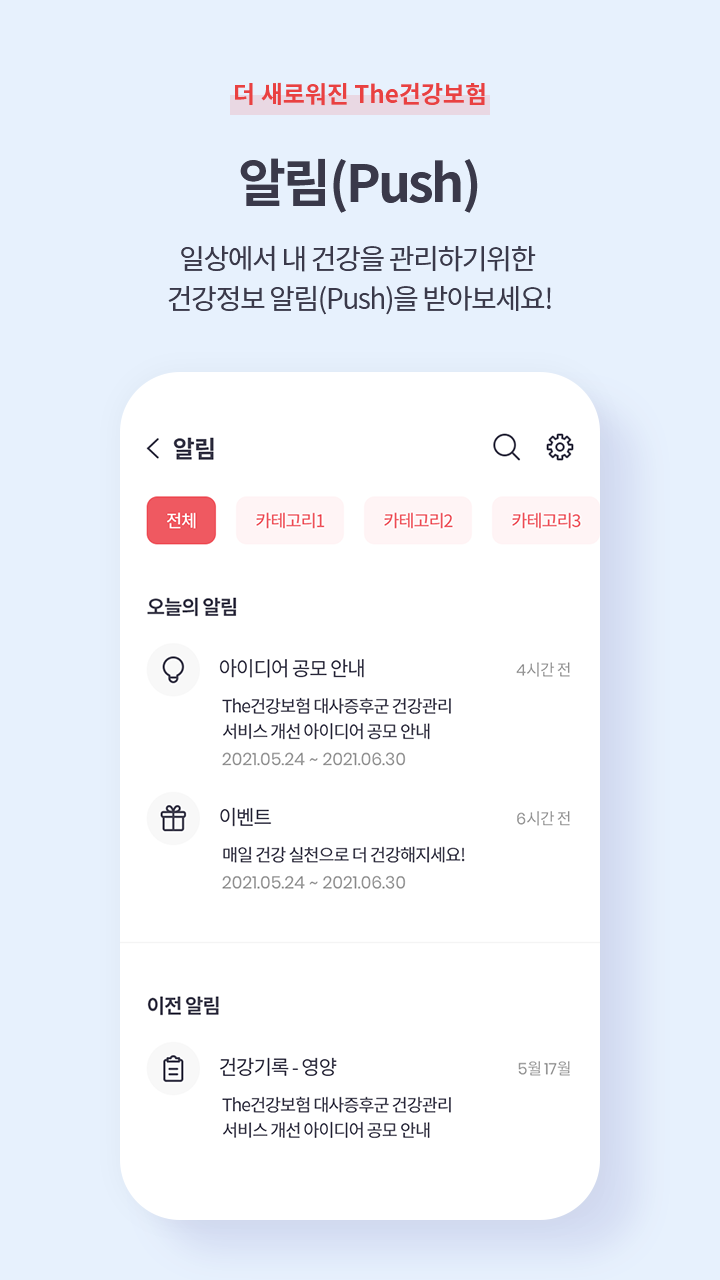 더 새로워진 The건강보험
알림(Push)
일상에서 내 건강을 관리하기위한
건강정보 알림(Push)을 받아보세요!
알림
전체 카테고리1 카테고리2 카테고리3
오늘의 알림
아이디어 공모 안내 4시간 전
The건강보험 대사증후군 건강관리
서비스 개선 아이디어 공모 안내
2021.05.24 ~ 2021.06.30
이벤트 6시간 전
매일 건강 실천으로 더 건강해지세요!
2021.05.24 ~ 2021.06.30
이전 알림
건강기록 - 영양 5월 17월
The건강보험 대사증후군 건강관리
서비스 개선 아이디어 공모 안내